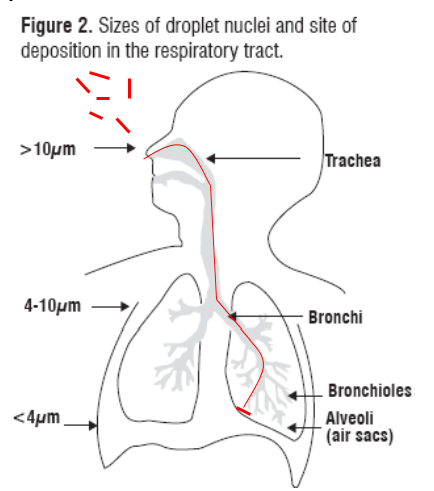 Figure 2. Sizes of droplet nuclei and site of
deposition in the respiratory tract.
>10μm
Trachea
4-10μm
Bronchi
Bronchioles
<4μm
Alveoli
(air sacs)